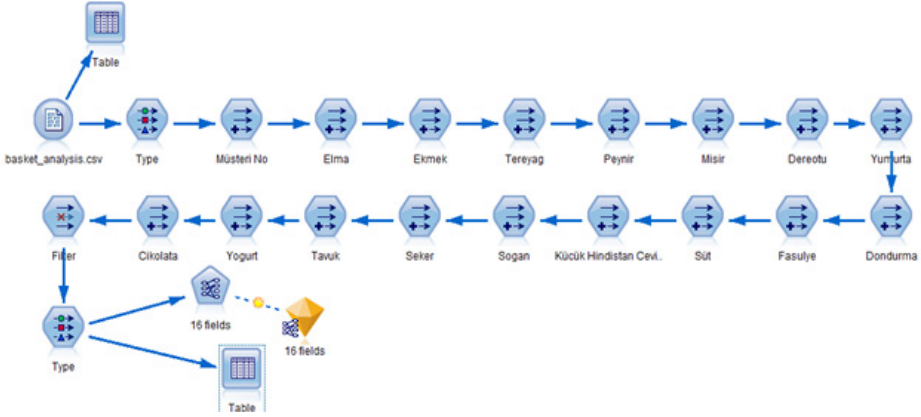 Table
basket_analysis.csv Type Müsteri No Elma Ekmek Tereyag Peynir Misir Dereotu Yumurta
Filter Cikolata Yogurt Tavuk Seker Sogan Kücük Hindistan Cevi.. Süt Fasulye Dondurma
16 fields
16 fields
Type
Table